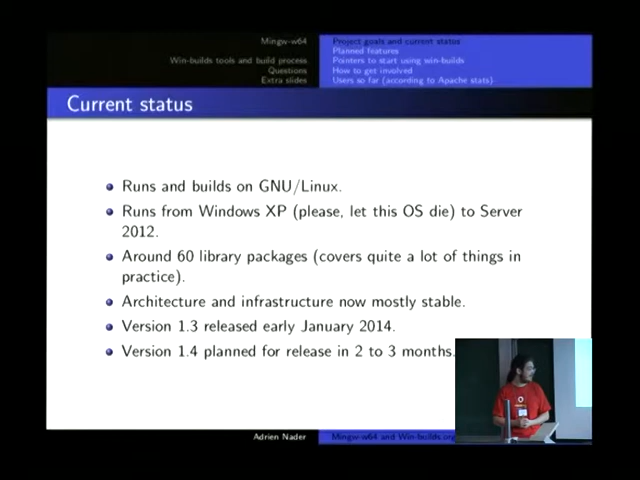 Mingw-w64
Win-builds tools and build process
Questions
Extra slides
Project goals and current status
Planned features
Pointers to start using win-builds
How to get involved
Users so far (according to Apache stats)
Current status
Runs and builds on GNU/Linux.
Runs from Windows XP (please, let this OS die) to Server
2012.
Around 60 library packages (covers quite a lot of things in
practice).
Architecture and infrastructure now mostly stable.
Version 1.3 released early January 2014.
Version 1.4 planned for release in 2 to 3 months.
Adrien Nader
Mingw-w64 and Win-builds.org